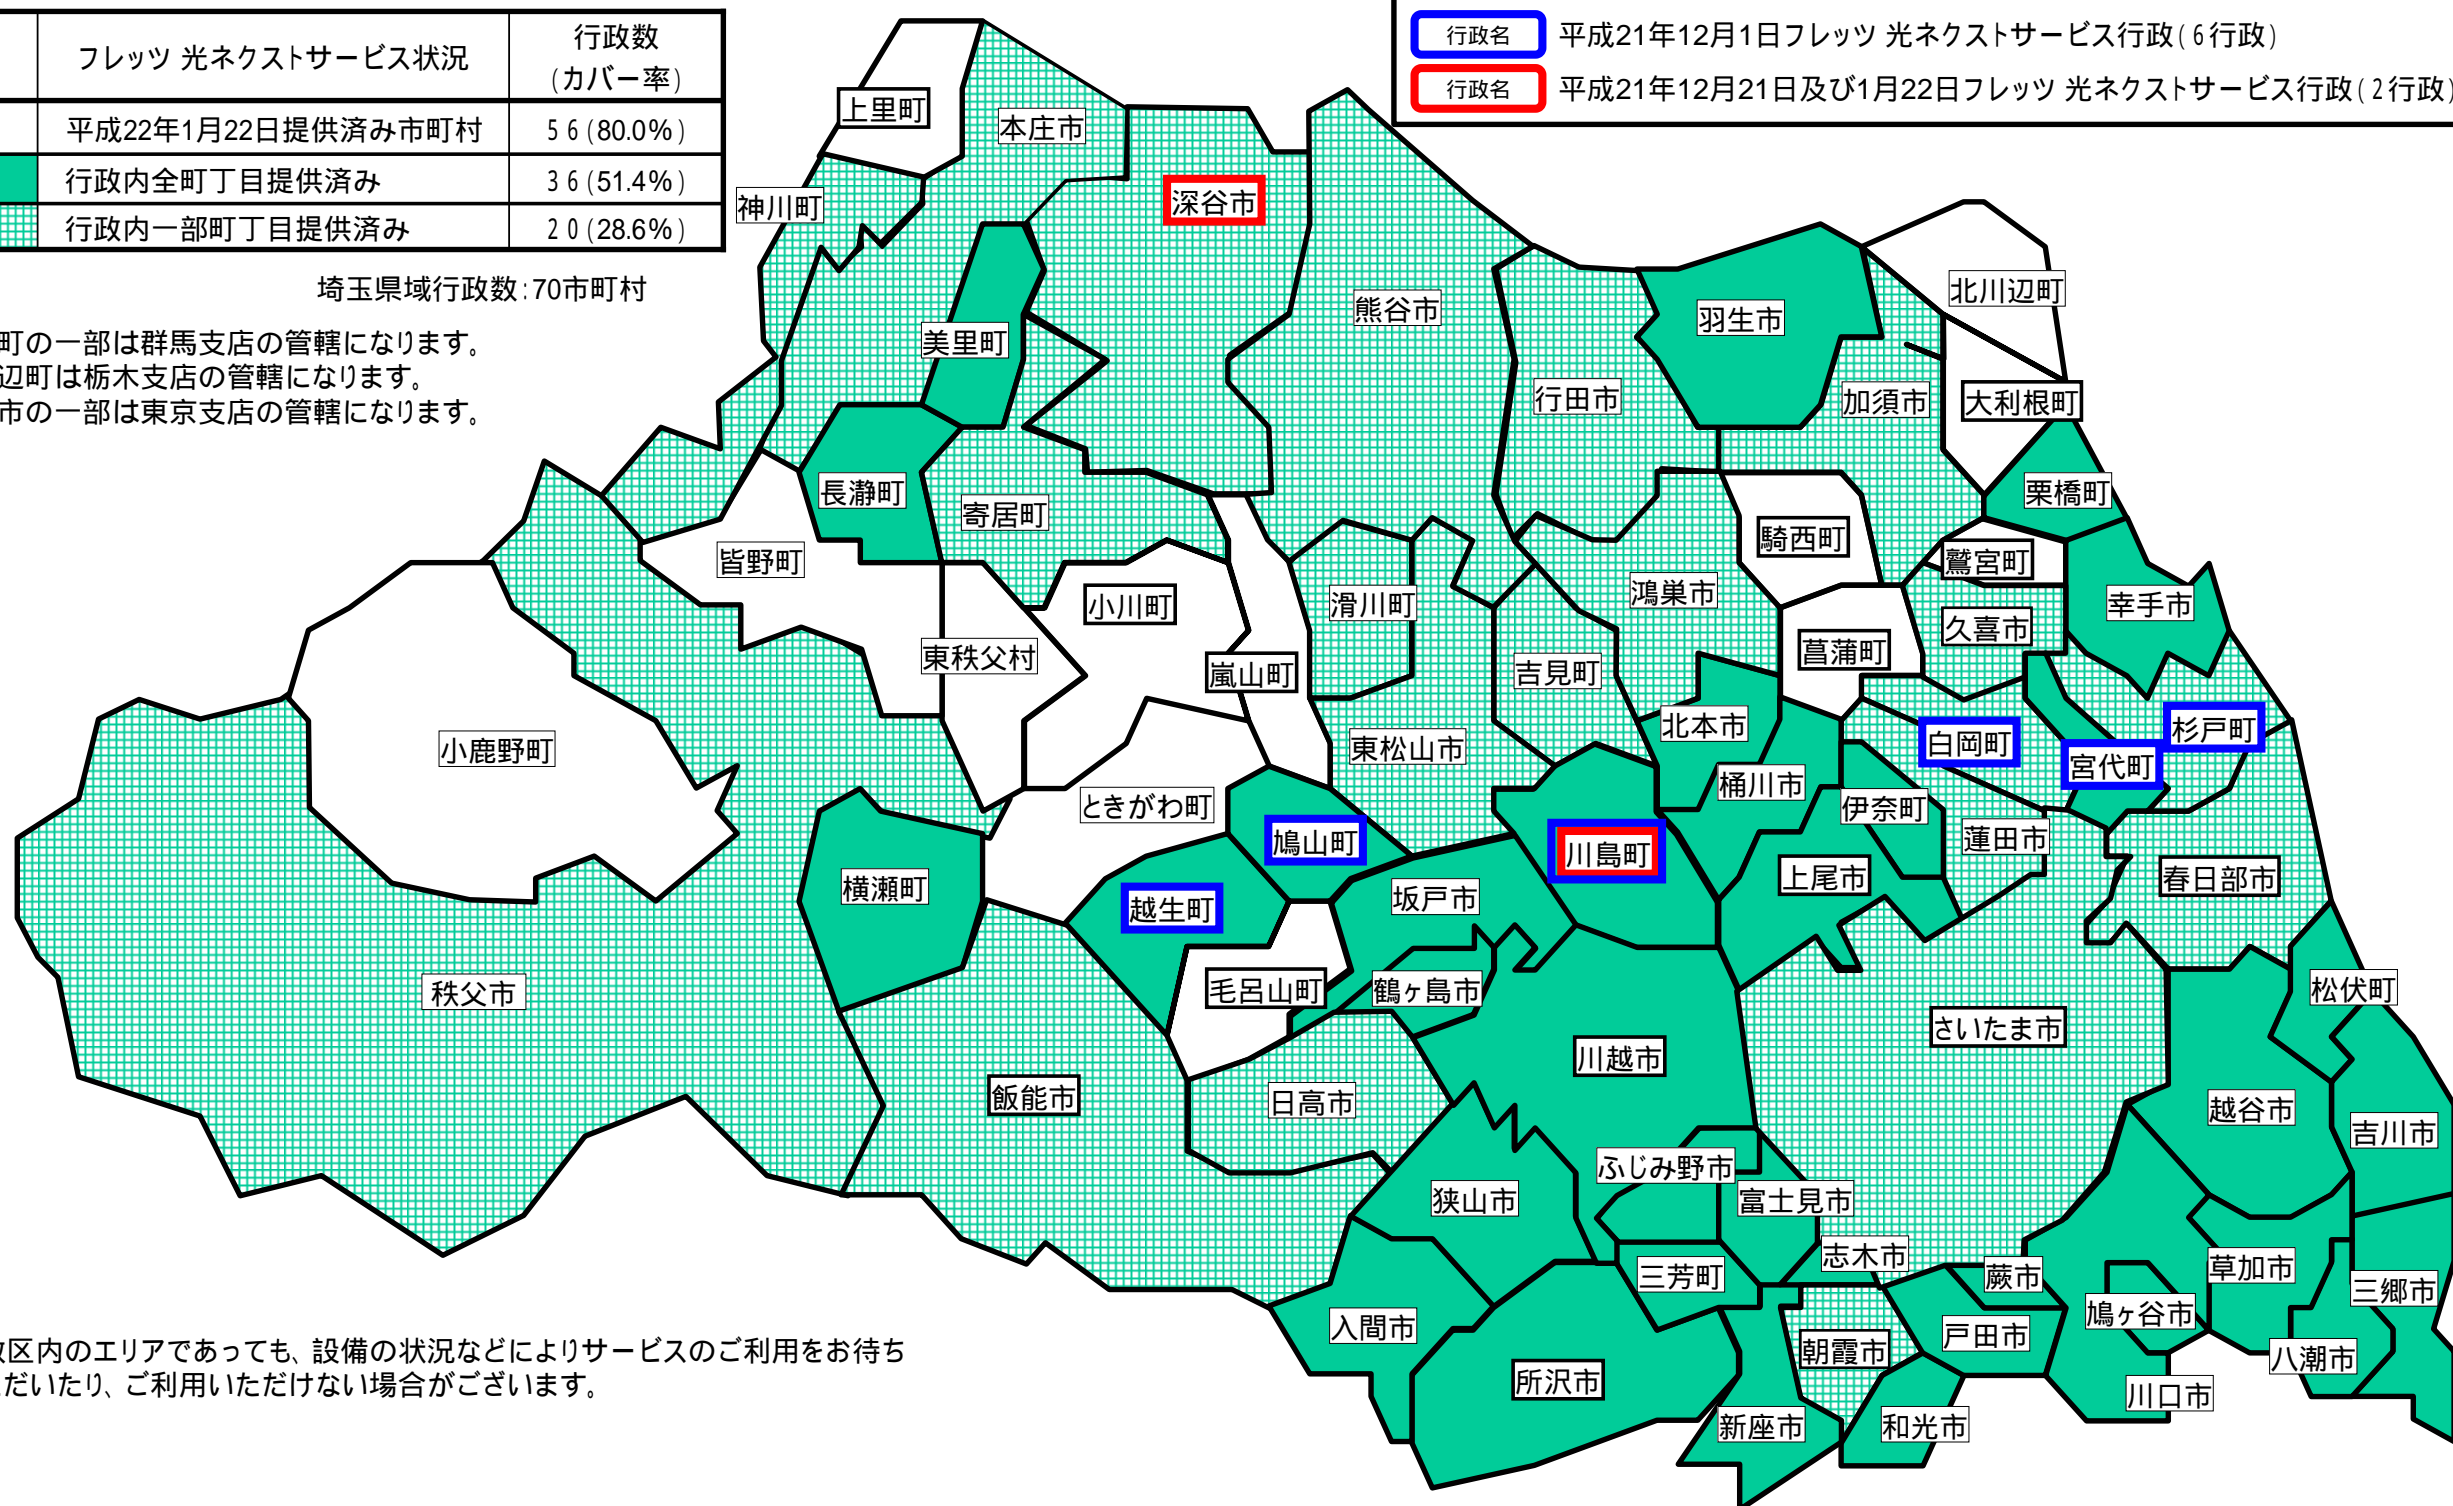 フレッツ 光ネクストサービス状況
行政数
(カバー率)
平成22年1月22日提供済み市町村
56(80.0%)
行政内全町丁目提供済み
36(51.4%)
行政内一部町丁目提供済み
20(28.6%)
行政名
平成21年12月1日フレッツ 光ネクストサービス行政(6行政)
行政名
平成21年12月21日及び1月22日フレッツ 光ネクストサービス行政(2行政)
埼玉県域行政数:70市町村
町の一部は群馬支店の管轄になります。
辺町は栃木支店の管轄になります。
市の一部は東京支店の管轄になります。
上里町
本庄市
神川町
深谷市
熊谷市
北川辺町
羽生市
美里町
行田市
加須市
大利根町
長瀞町
寄居町
栗橋町
騎西町
皆野町
鷲宮町
小川町
滑川町
鴻巣市
幸手市
久喜市
東秩父村
嵐山町
吉見町
菖蒲町
北本市
杉戸町
小鹿野町
東松山市
白岡町
宮代町
桶川市
ときがわ町
伊奈町
鳩山町
川島町
蓮田市
横瀬町
坂戸市
上尾市
春日部市
越生町
秩父市
毛呂山町
鶴ヶ島市
松伏町
さいたま市
川越市
飯能市
日高市
越谷市
吉川市
ふじみ野市
狭山市
富士見市
志木市
三芳町
蕨市
草加市
三郷市
入間市
鳩ヶ谷市
戸田市
朝霞市
八潮市
所沢市
川口市
新座市
和光市
区内のエリアであっても、設備の状況などによりサービスのご利用をお待ち
だいたり、ご利用いただけない場合がございます。